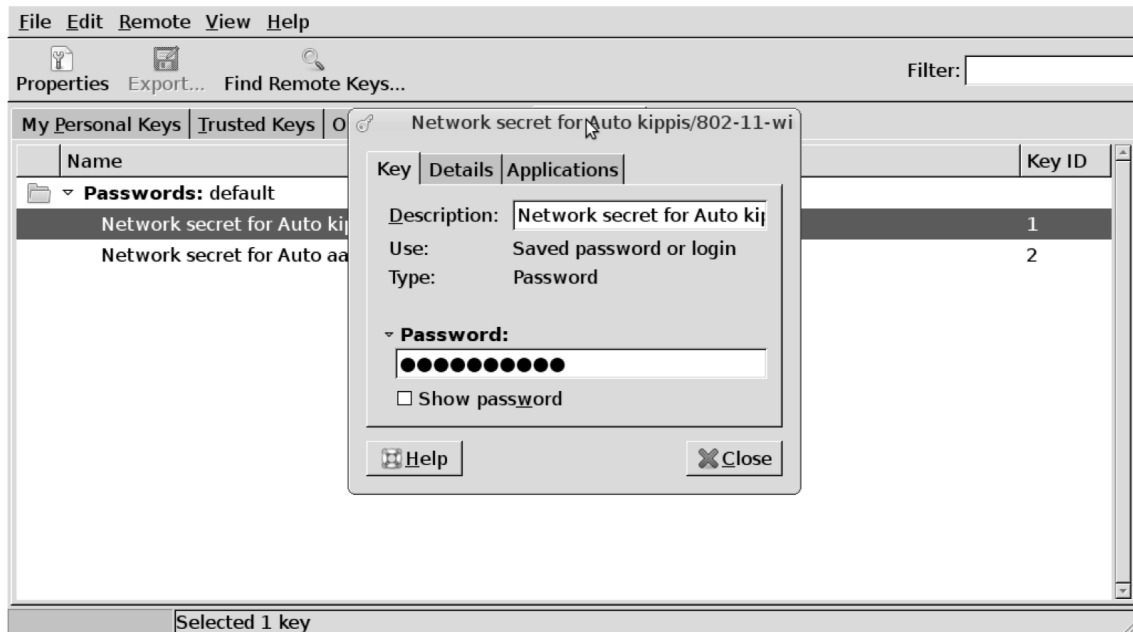 File Edit Remote View Help
Properties Export... Find Remote Keys...
Filter:
My Personal Keys Trusted Keys O
Name Key ID
Passwords: default
Network secret for Auto kip 1
Network secret for Auto aa 2
Network secret for Auto kippis/802-11-wi
Key Details Applications
Description: Network secret for Auto kip
Use: Saved password or login
Type: Password
Password:
●●●●●●●●●●
Show password
Help Close
Selected 1 key